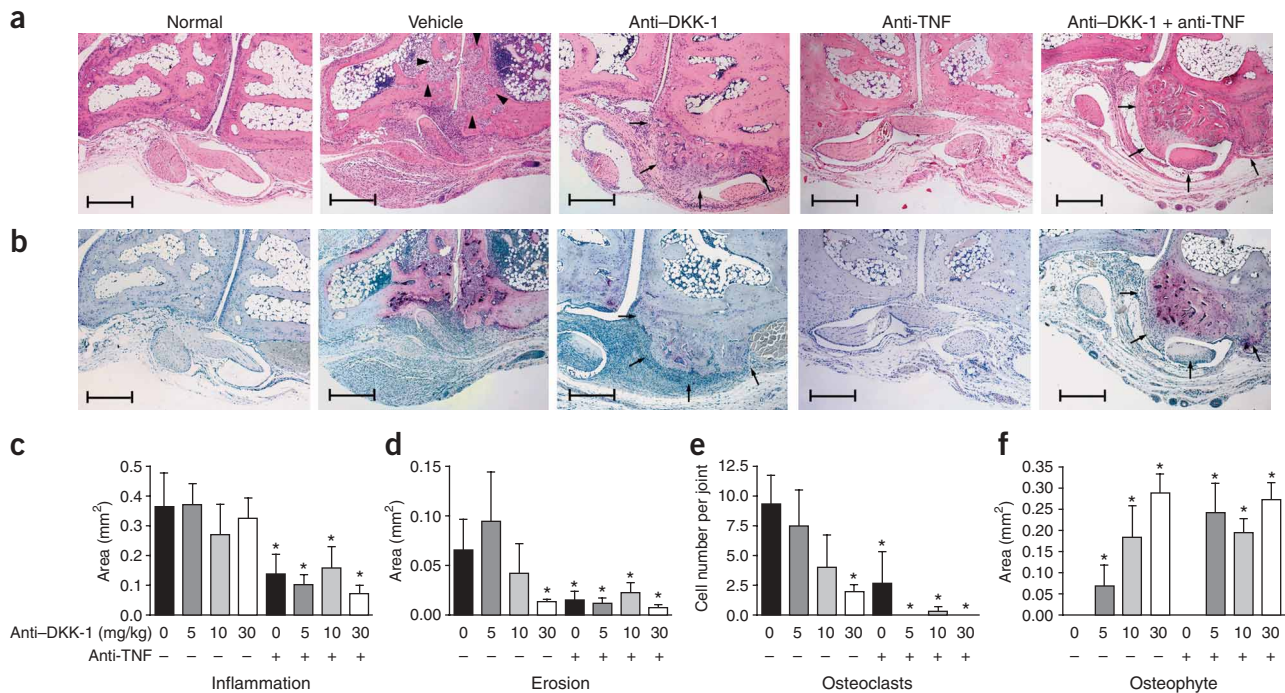 a
Normal
Vehicle
Anti–DKK-1
Anti-TNF
Anti–DKK-1 + anti-TNF
b
c
Area (mm²)
0.5
0.4
0.3
0.2
0.1
0.0
* * * *
Anti–DKK-1 (mg/kg) 0 5 10 30 0 5 10 30
Anti-TNF – – – – + + + +
Inflammation
d
Area (mm²)
0.15
0.10
0.05
0.00
* * * * *
0 5 10 30 0 5 10 30
– – – – + + + +
Erosion
e
Cell number per joint
12.5
10.0
7.5
5.0
2.5
0.0
* * * * *
0 5 10 30 0 5 10 30
– – – – + + + +
Osteoclasts
f
Area (mm²)
0.35
0.30
0.25
0.20
0.15
0.10
0.05
0.00
* * * * * *
0 5 10 30 0 5 10 30
– – – – + + + +
Osteophyte